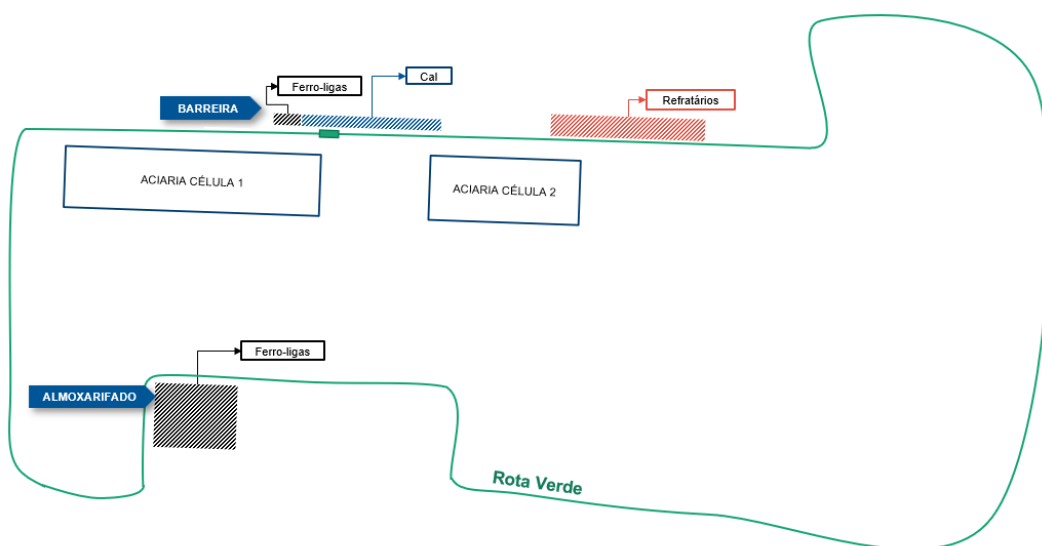 Cal
Ferro-ligas
BARREIRA
Refratários
ACIARIA CÉLULA 1
ACIARIA CÉLULA 2
Ferro-ligas
ALMOXARIFADO
Rota Verde